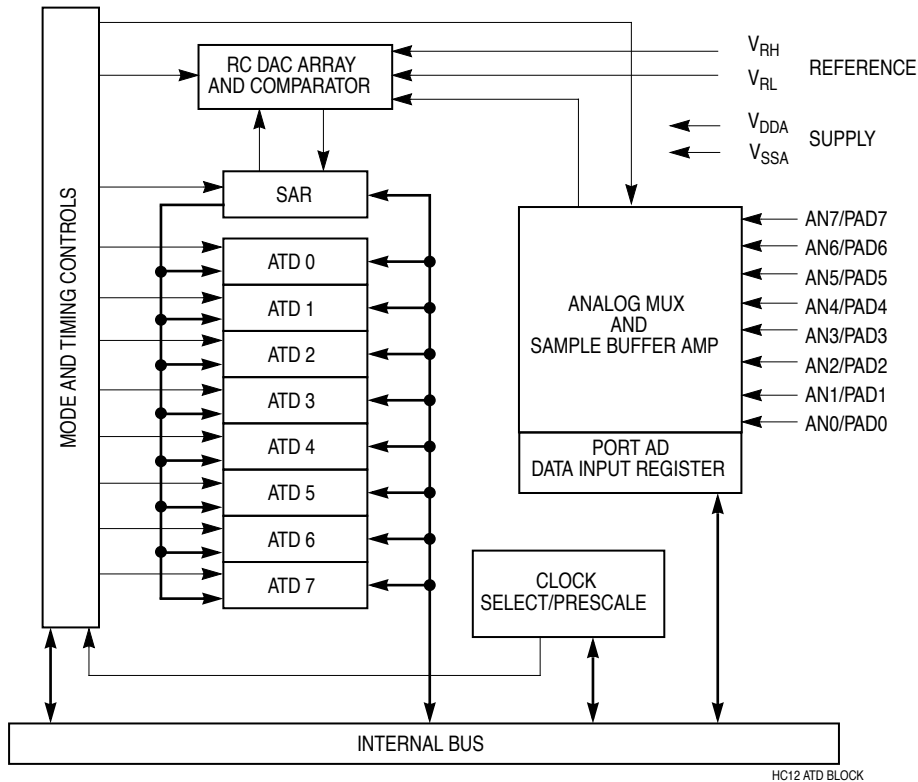 MODE AND TIMING CONTROLS
RC DAC ARRAY
AND COMPARATOR
V_RH
V_RL
REFERENCE
V_DDA
V_SSA
SUPPLY
SAR
ATD 0
ATD 1
ATD 2
ATD 3
ATD 4
ATD 5
ATD 6
ATD 7
ANALOG MUX
AND
SAMPLE BUFFER AMP
AN7/PAD7
AN6/PAD6
AN5/PAD5
AN4/PAD4
AN3/PAD3
AN2/PAD2
AN1/PAD1
AN0/PAD0
PORT AD
DATA INPUT REGISTER
CLOCK
SELECT/PRESCALE
INTERNAL BUS
HC12 ATD BLOCK